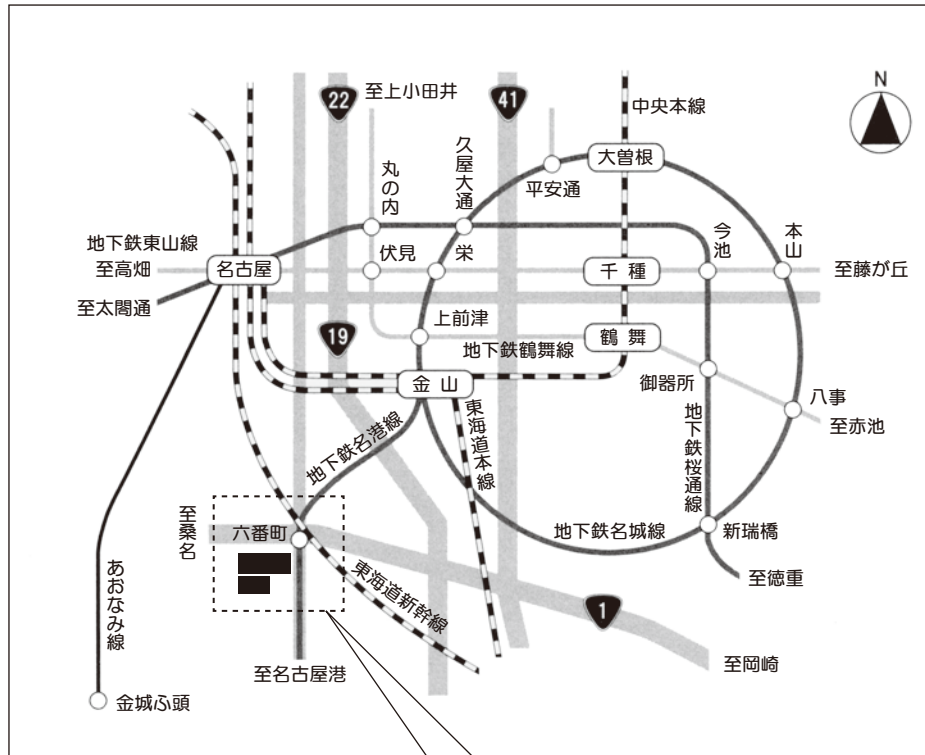 N
22
至上小田井
41
中央本線
久屋大通
丸の内
平安通
大曽根
地下鉄東山線
伏見
栄
今池
本山
至高畑
名古屋
千種
至藤が丘
至太閤通
上前津
19
地下鉄鶴舞線
鶴舞
金山
御器所
八事
至赤池
東海道本線
地下鉄名港線
地下鉄桜通線
至桑名
六番町
地下鉄名城線
新瑞橋
至徳重
あおなみ線
東海道新幹線
1
至名古屋港
至岡崎
金城ふ頭